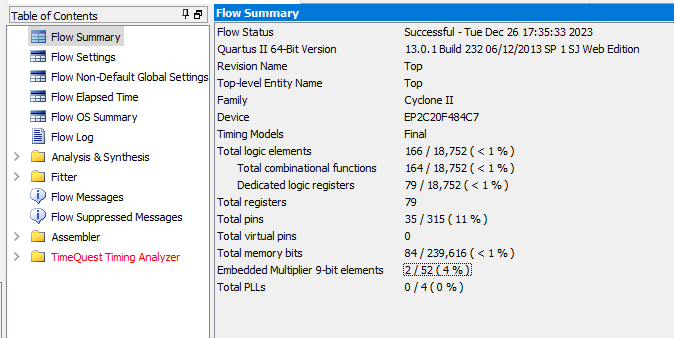 Table of Contents
Flow Summary
Flow Settings
Flow Non-Default Global Settings
Flow Elapsed Time
Flow OS Summary
Flow Log
Analysis & Synthesis
Fitter
Flow Messages
Flow Suppressed Messages
Assembler
TimeQuest Timing Analyzer
Flow Summary
Flow Status Successful - Tue Dec 26 17:35:33 2023
Quartus II 64-Bit Version 13.0.1 Build 232 06/12/2013 SP 1 SJ Web Edition
Revision Name Top
Top-level Entity Name Top
Family Cyclone II
Device EP2C20F484C7
Timing Models Final
Total logic elements 166 / 18,752 ( < 1 % )
Total combinational functions 164 / 18,752 ( < 1 % )
Dedicated logic registers 79 / 18,752 ( < 1 % )
Total registers 79
Total pins 35 / 315 ( 11 % )
Total virtual pins 0
Total memory bits 84 / 239,616 ( < 1 % )
Embedded Multiplier 9-bit elements 2 / 52 ( 4 % )
Total PLLs 0 / 4 ( 0 % )